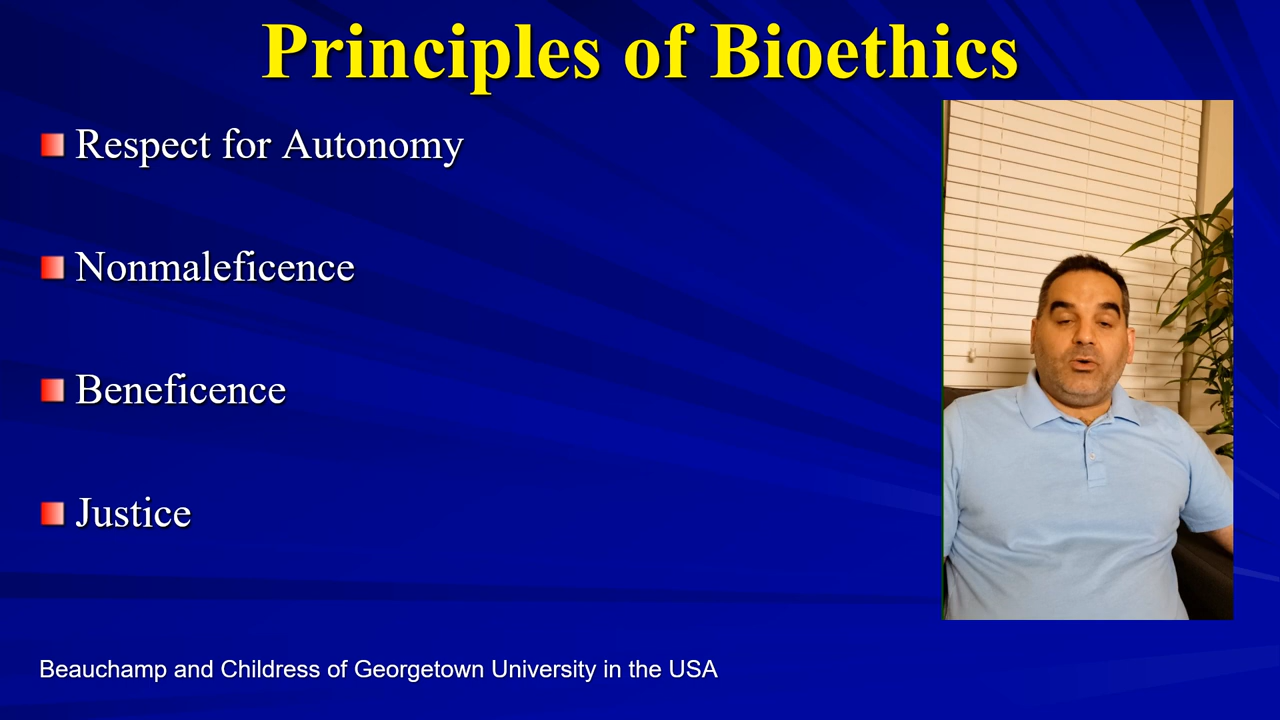 Principles of Bioethics
Respect for Autonomy
Nonmaleficence
Beneficence
Justice
Beauchamp and Childress of Georgetown University in the USA